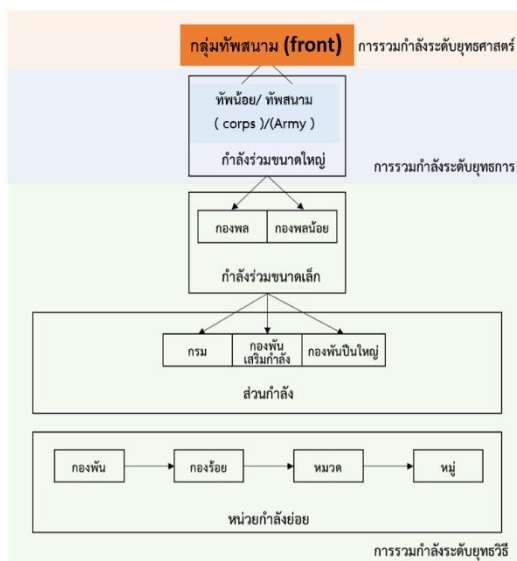 กลุ่มทัพสนาม (front)
การรวมกำลังระดับยุทธศาสตร์
ทัพน้อย/ ทัพสนาม
( corps )/(Army )
กำลังร่วมขนาดใหญ่
การรวมกำลังระดับยุทธการ
กองพล กองพลน้อย
กำลังร่วมขนาดเล็ก
กรม กองพันเสริมกำลัง กองพันปืนใหญ่
ส่วนกำลัง
กองพัน กองร้อย หมวด หมู่
หน่วยกำลังย่อย
การรวมกำลังระดับยุทธวิธี